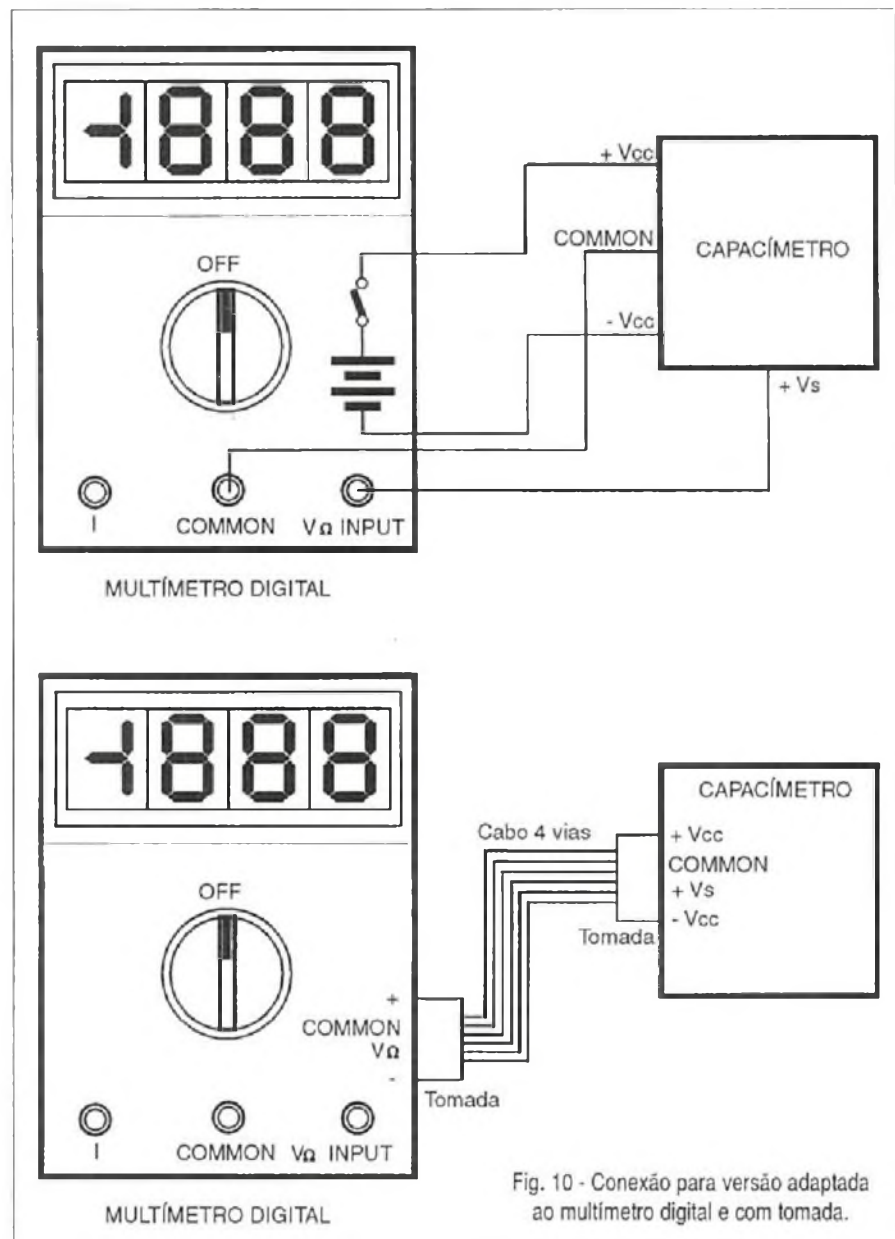 -1888
OFF
+ Vcc
COMMON
- Vcc
CAPACÍMETRO
+ Vs
I
COMMON
VΩ INPUT
MULTÍMETRO DIGITAL
-1888
OFF
+
COMMON
VΩ
-
Tomada
Cabo 4 vias
Tomada
CAPACÍMETRO
+ Vcc
COMMON
+ Vs
- Vcc
I
COMMON
VΩ INPUT
MULTÍMETRO DIGITAL
Fig. 10 - Conexão para versão adaptada
ao multímetro digital e com tomada.